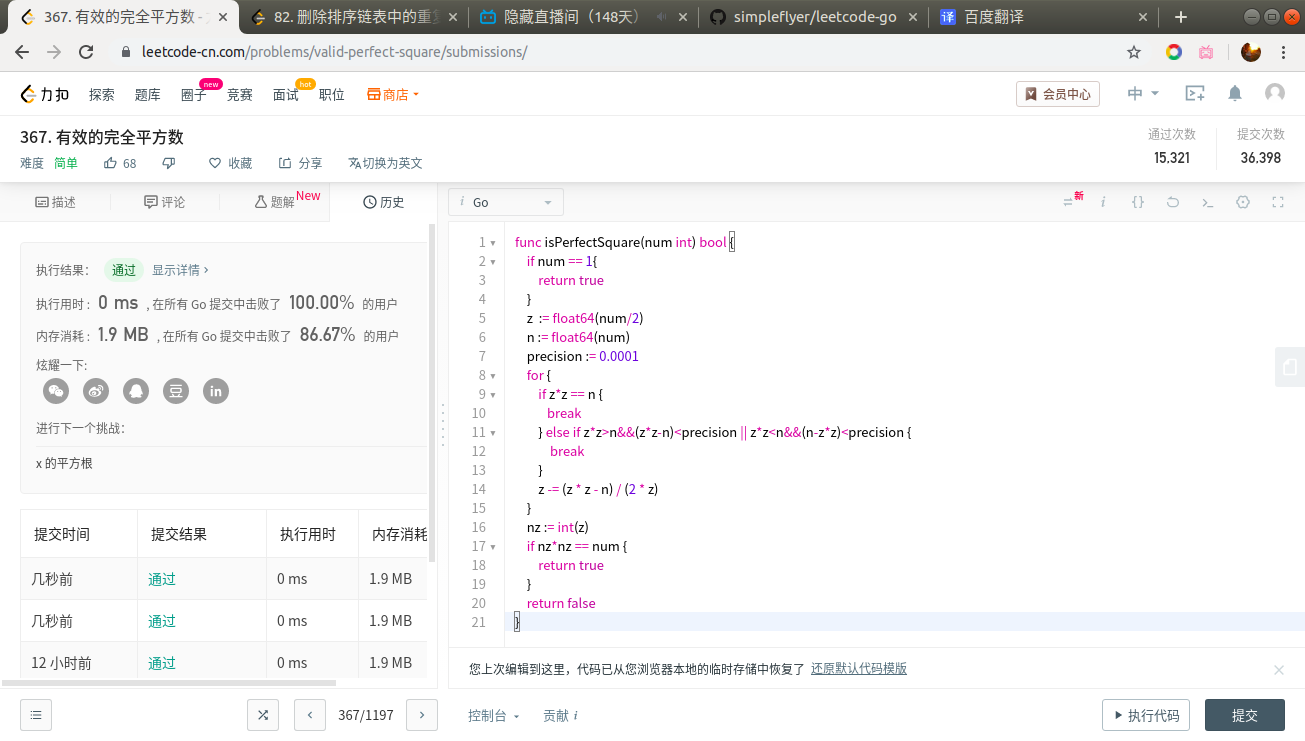 367. 有效的完全平方数 -
82. 删除排序链表中的重复
隐藏直播间（148天）
simpleflyer/leetcode-go
百度翻译
leetcode-cn.com/problems/valid-perfect-square/submissions/
力扣 探索 题库 圈子 new 竞赛 面试 hot 职位 商店 会员中心 中
367. 有效的完全平方数
难度 简单 68 收藏 分享 切换为英文
通过次数 提交次数
15,321 36,398
描述 评论 题解 New 历史
i Go
新
执行结果： 通过 显示详情 ›
执行用时 : 0 ms , 在所有 Go 提交中击败了 100.00% 的用户
内存消耗 : 1.9 MB , 在所有 Go 提交中击败了 86.67% 的用户
炫耀一下:
豆 in
进行下一个挑战：
x 的平方根
提交时间 提交结果 执行用时 内存消耗
几秒前 通过 0 ms 1.9 MB
几秒前 通过 0 ms 1.9 MB
12 小时前 通过 0 ms 1.9 MB
1 func isPerfectSquare(num int) bool {
2 if num == 1{
3 return true
4 }
5 z := float64(num/2)
6 n := float64(num)
7 precision := 0.0001
8 for {
9 if z*z == n {
10 break
11 } else if z*z>n&&(z*z-n)<precision || z*z<n&&(n-z*z)<precision {
12 break
13 }
14 z -= (z * z - n) / (2 * z)
15 }
16 nz := int(z)
17 if nz*nz == num {
18 return true
19 }
20 return false
21 }
您上次编辑到这里，代码已从您浏览器本地的临时存储中恢复了 还原默认代码模版
367/1197
控制台 贡献 i
执行代码 提交